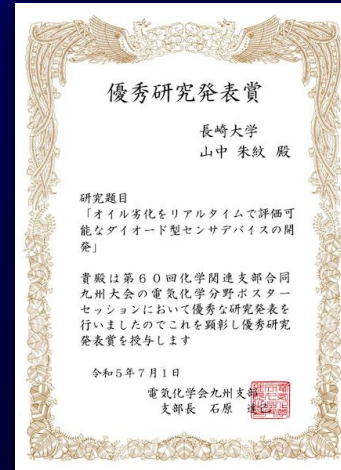 優秀研究発表賞
長崎大学
山中 朱紋 殿
研究題目
「オイル劣化をリアルタイムで評価可
能なダイオード型センサデバイスの開
発」
貴殿は第60回化学関連支部合同
九州大会の電気化学分野ポスター
セッションにおいて優秀な研究発表を
行いましたのでこれを顕彰し優秀研究
発表賞を授与します
令和5年7月1日
電気化学会九州支部
支部長 石原